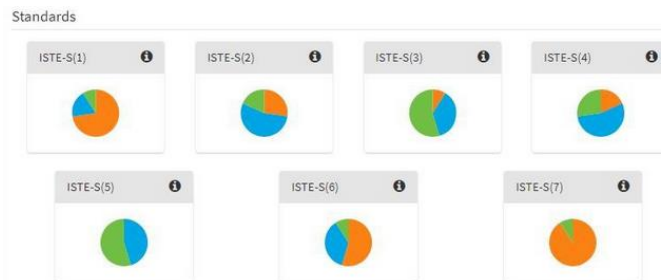 Standards
ISTE-S(1)
ISTE-S(2)
ISTE-S(3)
ISTE-S(4)
ISTE-S(5)
ISTE-S(6)
ISTE-S(7)